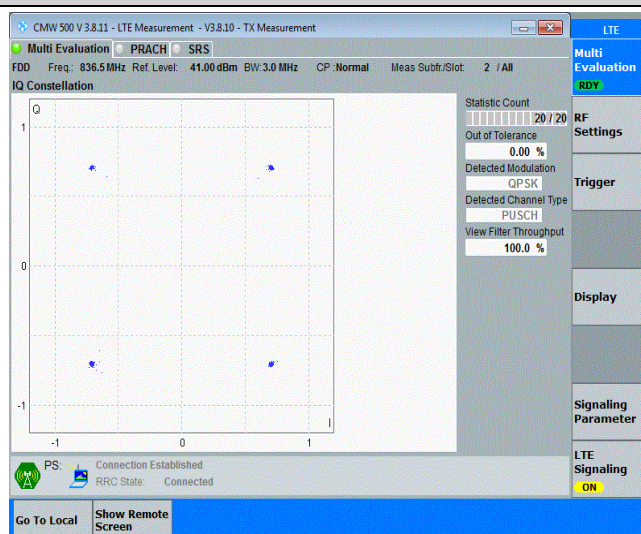 CMW 500 V 3.8.11 - LTE Measurement - V3.8.10 - TX Measurement
LTE
Multi Evaluation PRACH SRS
Multi
Evaluation
RDY
FDD Freq.: 836.5 MHz Ref. Level: 41.00 dBm BW: 3.0 MHz CP : Normal Meas Subfr./Slot: 2 / All
IQ Constellation
Q
1
0
-1
-1 0 1
I
Statistic Count
20 / 20
Out of Tolerance
0.00 %
Detected Modulation
QPSK
Detected Channel Type
PUSCH
View Filter Throughput
100.0 %
RF
Settings
Trigger
Display
Signaling
Parameter
LTE
Signaling
ON
PS: Connection Established
RRC State: Connected
Go To Local
Show Remote
Screen